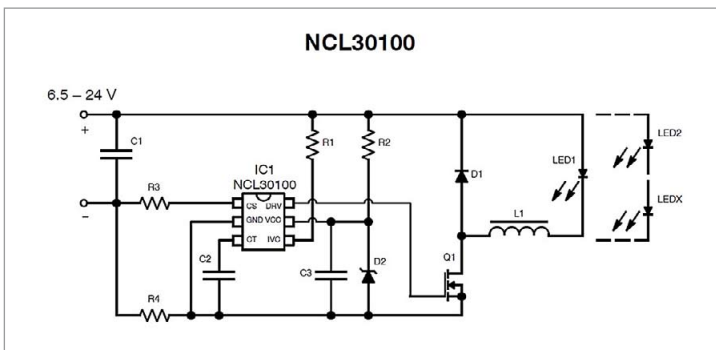 NCL30100
6.5 – 24 V
+
C1
–
R3
R4
IC1
NCL30100
CS DRV
GND VCC
CT IVC
C2
R1
R2
C3
D2
D1
Q1
L1
LED1
LED2
LEDX